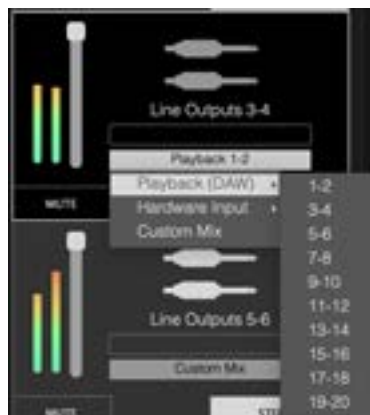 Line Outputs 3-4
Playback 1-2
Playback (DAW)
1-2
MUTE
Hardware Input
3-4
Custom Mix
5-6
7-8
9-10
Line Outputs 5-6
11-12
13-14
15-16
Custom Mix
17-18
MUTE
19-20